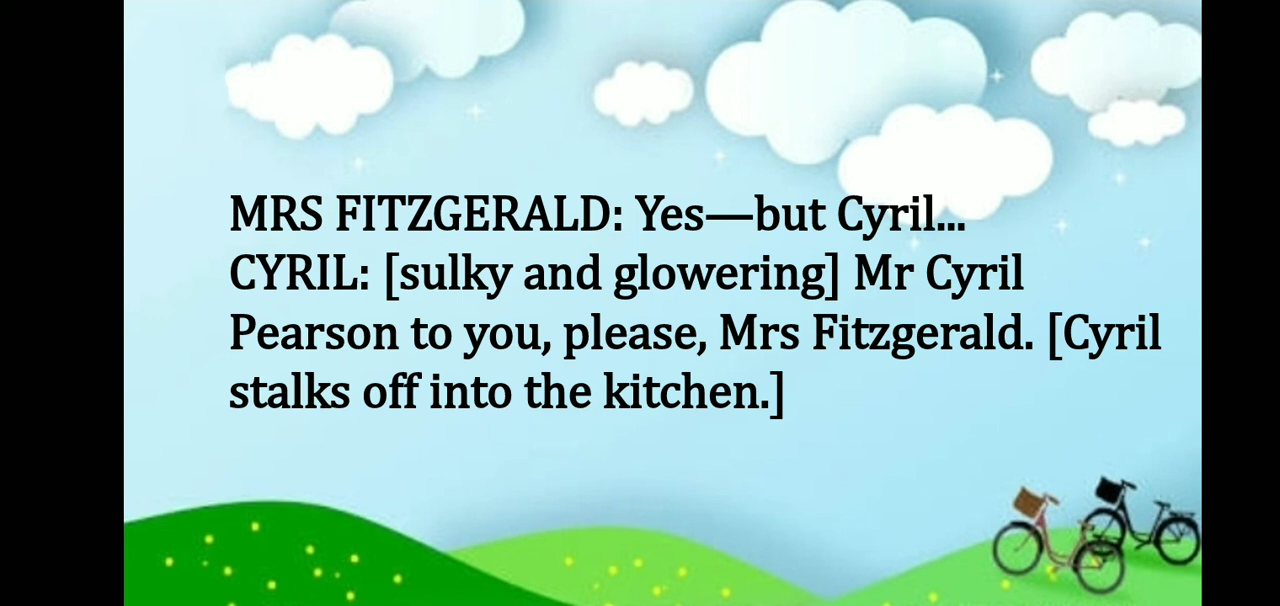 MRS FITZGERALD: Yes—but Cyril...
CYRIL: [sulky and glowering] Mr Cyril
Pearson to you, please, Mrs Fitzgerald. [Cyril
stalks off into the kitchen.]